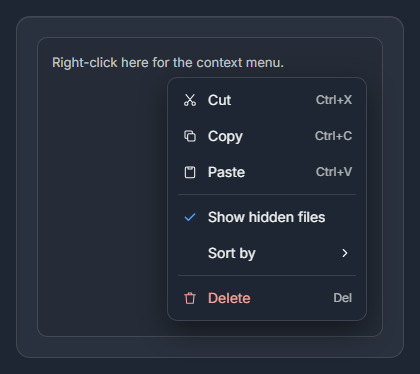 Right-click here for the context menu.
Cut Ctrl+X
Copy Ctrl+C
Paste Ctrl+V
Show hidden files
Sort by
Delete Del